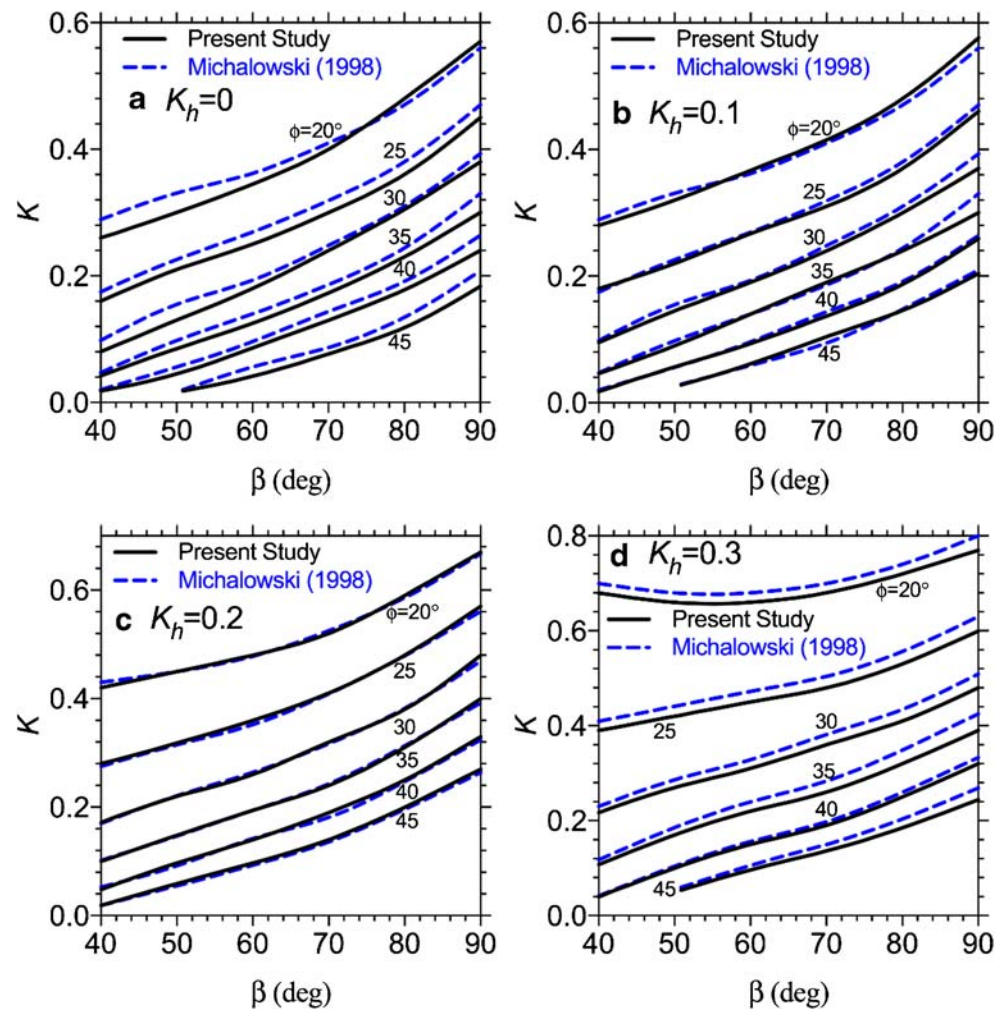 Present Study
Michalowski (1998)
a K_h=0
ϕ=20°
25
30
35
40
45
K
0.6
0.4
0.2
0.0
40 50 60 70 80 90
β (deg)
Present Study
Michalowski (1998)
b K_h=0.1
ϕ=20°
25
30
35
40
45
K
0.6
0.4
0.2
0.0
40 50 60 70 80 90
β (deg)
Present Study
Michalowski (1998)
c K_h=0.2
ϕ=20°
25
30
35
40
45
K
0.6
0.4
0.2
0.0
40 50 60 70 80 90
β (deg)
d K_h=0.3
ϕ=20°
Present Study
Michalowski (1998)
25
30
35
40
45
K
0.8
0.6
0.4
0.2
0.0
40 50 60 70 80 90
β (deg)